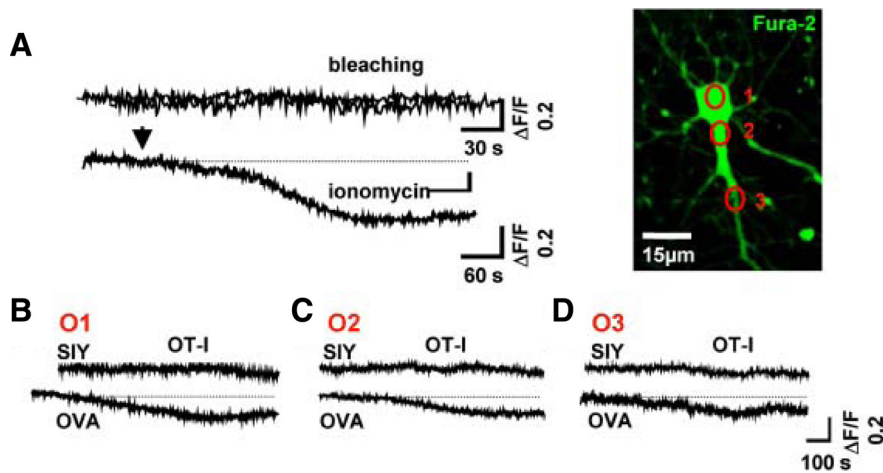 A
bleaching
ΔF/F
0.2
30 s
ionomycin
ΔF/F
0.2
60 s
Fura-2
1
2
3
15µm
B
O1
SIY
OT-I
OVA
C
O2
SIY
OT-I
OVA
D
O3
SIY
OT-I
OVA
ΔF/F
0.2
100 s